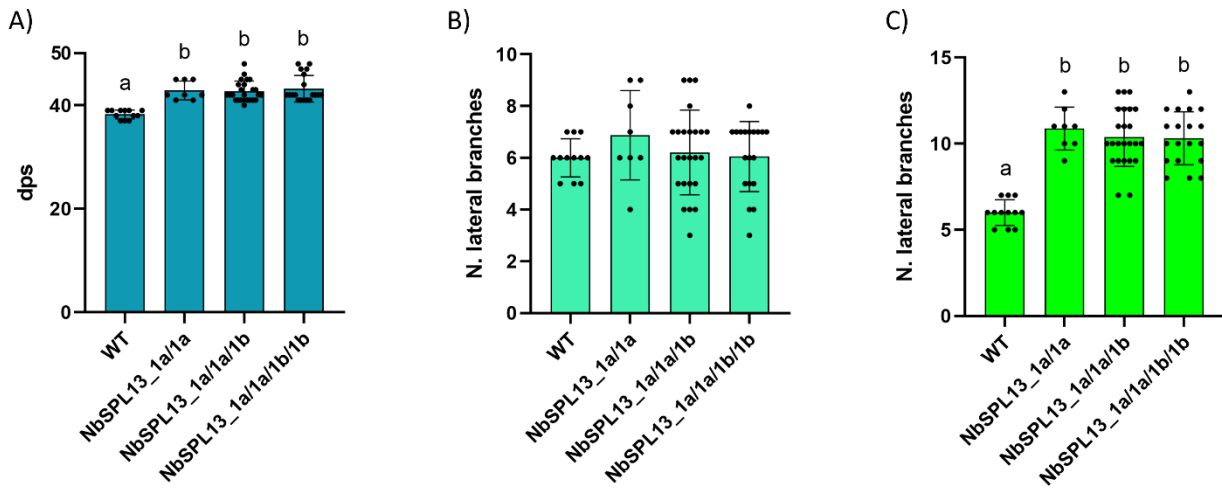 A)
50
40
20
0
dps
a
b
b
b
WT
NbSPL13_1a/1a
NbSPL13_1a/1a/1b
NbSPL13_1a/1a/1b/1b
B)
10
8
6
4
2
0
N. lateral branches
WT
NbSPL13_1a/1a
NbSPL13_1a/1a/1b
NbSPL13_1a/1a/1b/1b
C)
15
10
5
0
N. lateral branches
a
b
b
b
WT
NbSPL13_1a/1a
NbSPL13_1a/1a/1b
NbSPL13_1a/1a/1b/1b